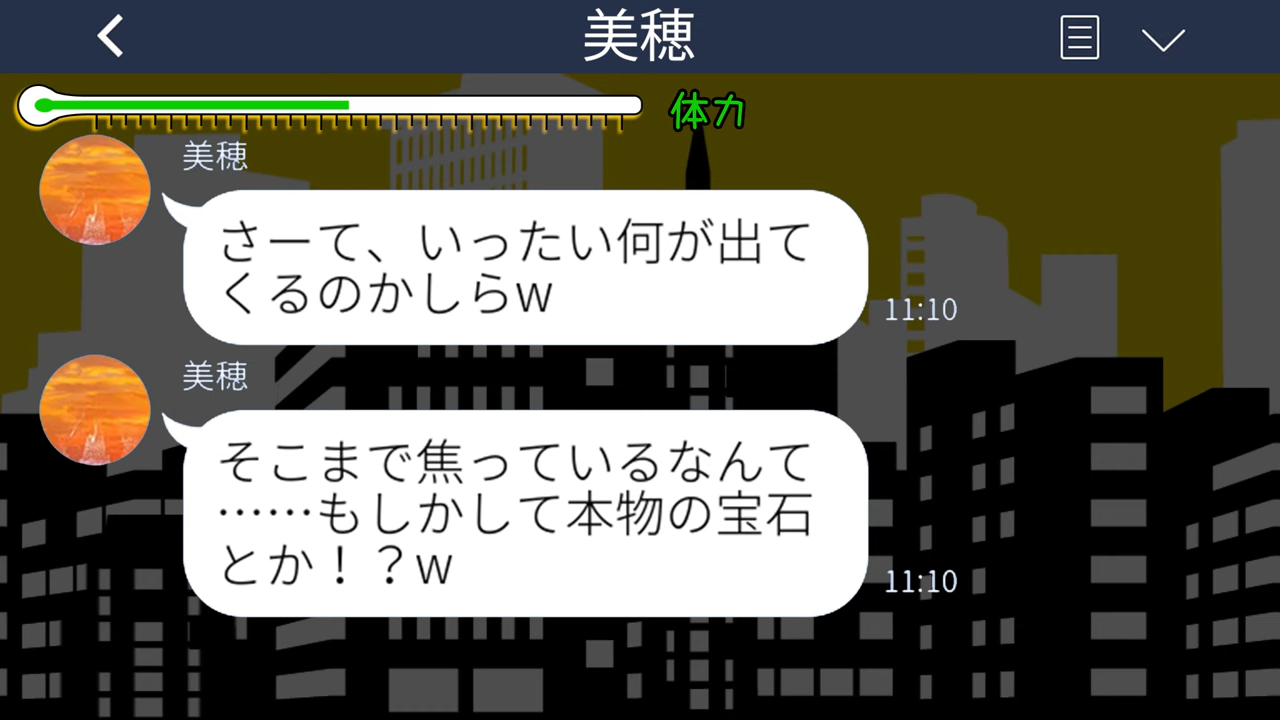 美穂
体力
美穂
さーて、いったい何が出て
くるのかしらw
11:10
美穂
そこまで焦っているなんて
……もしかして本物の宝石
とか！？w
11:10